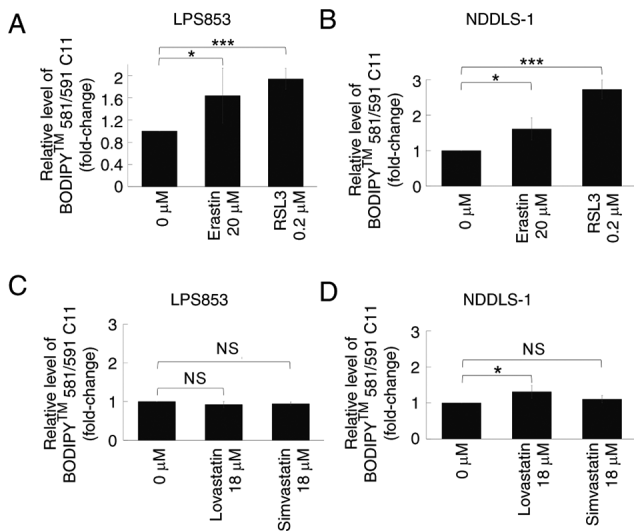 A
LPS853
Relative level of
BODIPY™ 581/591 C11
(fold-change)
2
1.6
1.2
0.8
0.4
0
*
***
0 µM
Erastin
20 µM
RSL3
0.2 µM
B
NDDLS-1
Relative level of
BODIPY™ 581/591 C11
(fold-change)
3
2
1
0
*
***
0 µM
Erastin
20 µM
RSL3
0.2 µM
C
LPS853
Relative level of
BODIPY™ 581/591 C11
(fold-change)
3
2
1
0
NS
NS
0 µM
Lovastatin
18 µM
Simvastatin
18 µM
D
NDDLS-1
Relative level of
BODIPY™ 581/591 C11
(fold-change)
3
2
1
0
NS
*
0 µM
Lovastatin
18 µM
Simvastatin
18 µM